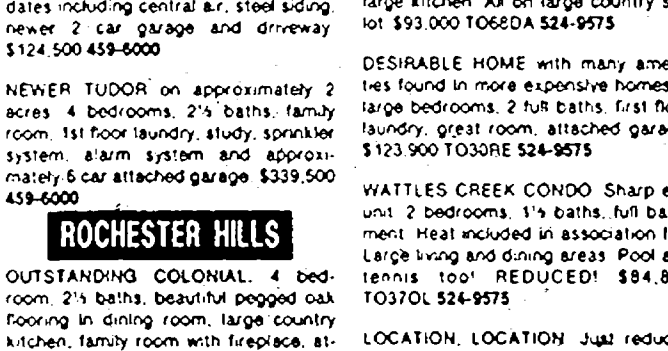 dates including central air, steel siding,
newer 2 car garage and driveway.
$124,500 459-6000
NEWER TUDOR on approximately 2
acres 4 bedrooms, 2½ baths, family
room, 1st floor laundry, study, sprinkler
system, alarm system and approxi-
mately 6 car attached garage $339,500
459-6000
ROCHESTER HILLS
OUTSTANDING COLONIAL. 4 bed-
room, 2½ baths, beautiful pegged oak
flooring in dining room, large country
kitchen, family room with fireplace, at-
large kitchen All on large country
lot $93,000 TO68DA 524-9575
DESIRABLE HOME with many
ties found in more expensive homes
large bedrooms, 2 full baths, first
laundry, great room, attached
$123,900 TO30RE 524-9575
WATTLES CREEK CONDO Sharp
unit 2 bedrooms, 1½ baths, full
ment Heat included in association
Large living and dining areas Pool
tennis too! REDUCED!
TO37OL 524-9575
LOCATION, LOCATION Just